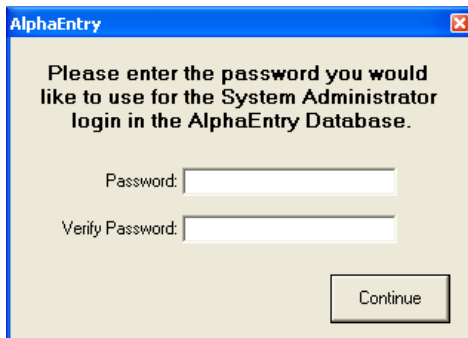 AlphaEntry
Please enter the password you would
like to use for the System Administrator
login in the AlphaEntry Database.
Password:
Verify Password:
Continue